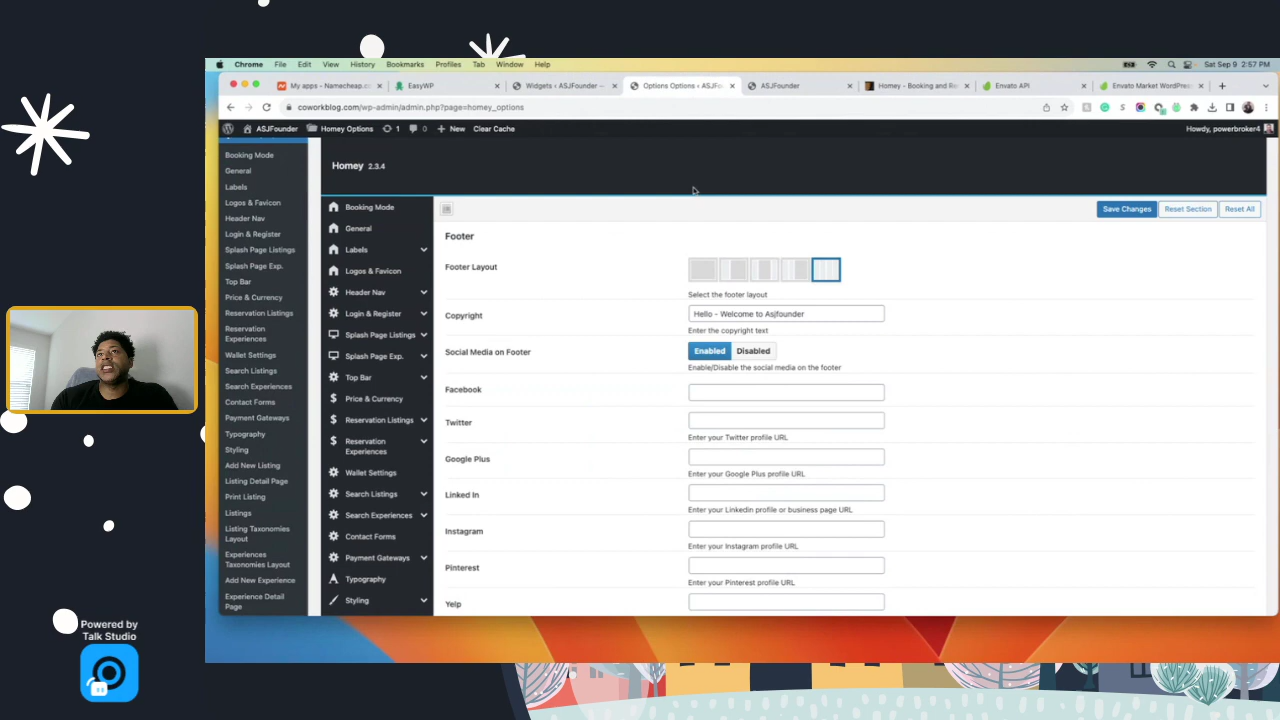 Chrome File Edit View History Bookmarks Profiles Tab Window Help Sat Sep 9 2:57 PM
My apps - Namecheap.c EasyWP Widgets < ASJFounder — Options Options < ASJFou ASJFounder Homey - Booking and Re Envato API Envato Market WordPress
coworkblog.com/wp-admin/admin.php?page=homey_options
ASJFounder Homey Options 1 0 New Clear Cache Howdy, powerbroker4
Booking Mode
General
Labels
Logos & Favicon
Header Nav
Login & Register
Splash Page Listings
Splash Page Exp.
Top Bar
Price & Currency
Reservation Listings
Reservation
Experiences
Wallet Settings
Search Listings
Search Experiences
Contact Forms
Payment Gateways
Typography
Styling
Add New Listing
Listing Detail Page
Print Listing
Listings
Listing Taxonomies
Layout
Experiences
Taxonomies Layout
Add New Experience
Experience Detail
Page
Homey 2.3.4
Booking Mode
General
Labels
Logos & Favicon
Header Nav
Login & Register
Splash Page Listings
Splash Page Exp.
Top Bar
Price & Currency
Reservation Listings
Reservation
Experiences
Wallet Settings
Search Listings
Search Experiences
Contact Forms
Payment Gateways
Typography
Styling
Save Changes Reset Section Reset All
Footer
Footer Layout
Select the footer layout
Copyright Hello - Welcome to Asjfounder
Enter the copyright text
Social Media on Footer Enabled Disabled
Enable/Disable the social media on the footer
Facebook
Twitter
Enter your Twitter profile URL
Google Plus
Enter your Google Plus profile URL
Linked In
Enter your Linkedin profile or business page URL
Instagram
Enter your Instagram profile URL
Pinterest
Enter your Pinterest profile URL
Yelp
Powered by
Talk Studio